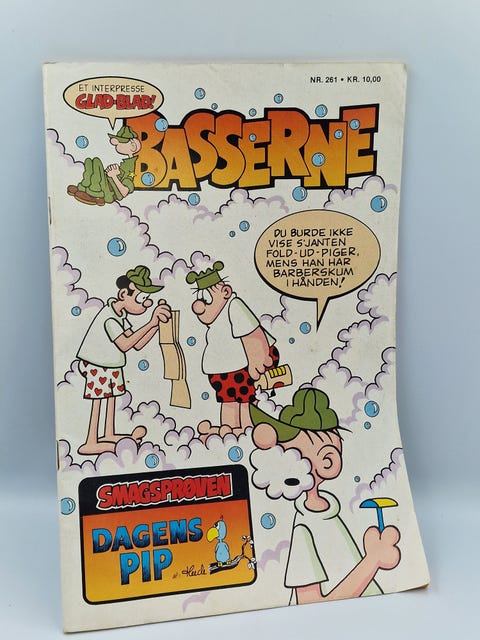 ET INTERPRESSE
GLAD-BLAD!
NR. 261 • KR. 10,00
BASSERNE
DU BURDE IKKE
VISE S'JANTEN
FOLD-UD-PIGER,
MENS HAN HAR
BARBERSKUM
I HÅNDEN!
SMAGSPRØVEN
DAGENS
PIP